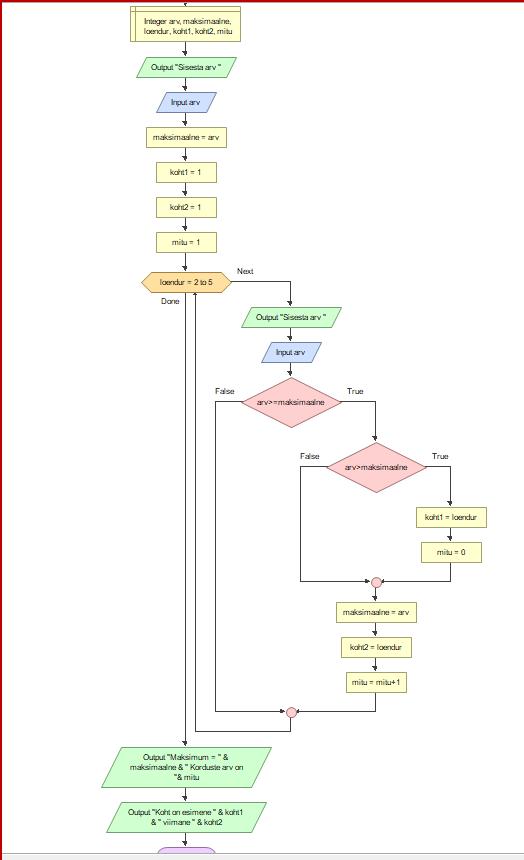 Integer arv, maksimaalne,
loendur, koht1, koht2, mitu
Output "Sisesta arv "
Input arv
maksimaalne = arv
koht1 = 1
koht2 = 1
mitu = 1
loendur = 2 to 5
Next
Done
Output "Sisesta arv "
Input arv
False
arv>=maksimaalne
True
False
arv>maksimaalne
True
koht1 = loendur
mitu = 0
maksimaalne = arv
koht2 = loendur
mitu = mitu+1
Output "Maksimum = " &
maksimaalne & " Korduste arv on
"& mitu
Output "Koht on esimene " & koht1
& " viimane " & koht2